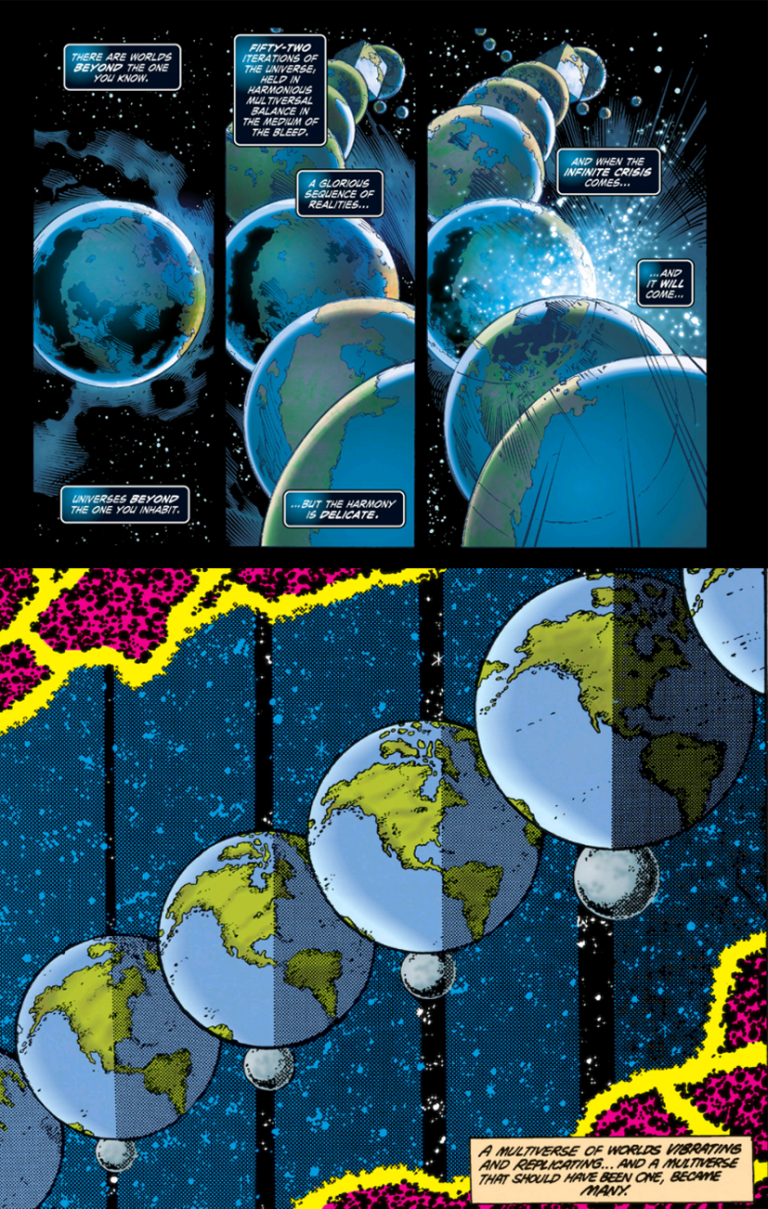 THERE ARE WORLDS
BEYOND THE ONE
YOU KNOW.
UNIVERSES BEYOND
THE ONE YOU INHABIT.
FIFTY-TWO
ITERATIONS OF
THE UNIVERSE,
HELD IN
HARMONIOUS
MULTIVERSAL
BALANCE IN
THE MEDIUM OF
THE BLEED.
A GLORIOUS
SEQUENCE OF
REALITIES...
...BUT THE HARMONY
IS DELICATE.
AND WHEN THE
INFINITE CRISIS
COMES...
...AND
IT WILL
COME...
A MULTIVERSE OF WORLDS VIBRATING
AND REPLICATING... AND A MULTIVERSE
THAT SHOULD HAVE BEEN ONE, BECAME
MANY.